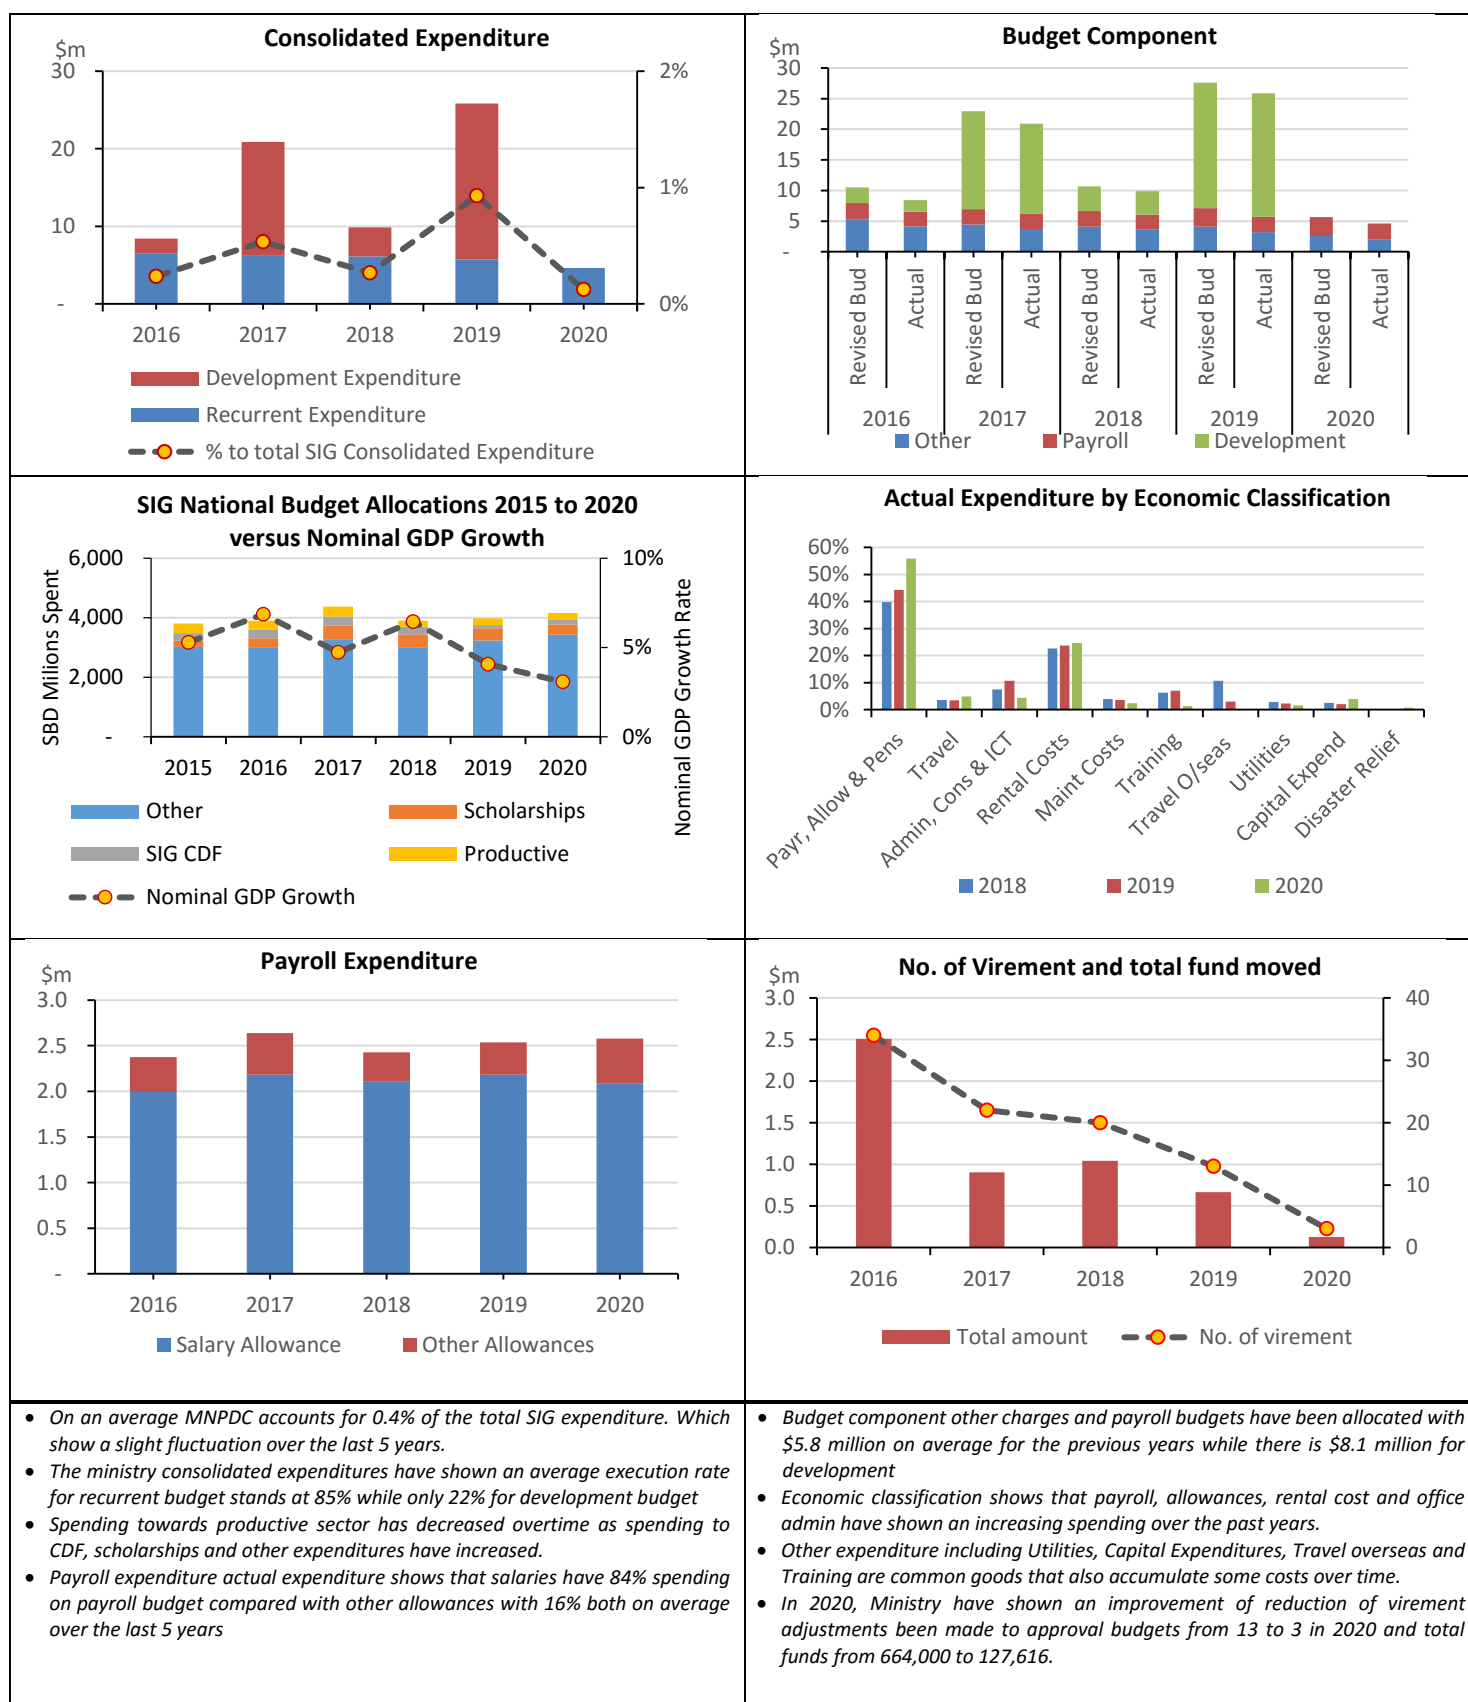 Consolidated Expenditure
$m
30
20
10
-
2%
1%
0%
2016 2017 2018 2019 2020
Development Expenditure
Recurrent Expenditure
% to total SIG Consolidated Expenditure
Budget Component
$m
30
25
20
15
10
5
-
Revised Bud Actual Revised Bud Actual Revised Bud Actual Revised Bud Actual Revised Bud Actual
2016 2017 2018 2019 2020
Other Payroll Development
SIG National Budget Allocations 2015 to 2020
versus Nominal GDP Growth
SBD Milions Spent
6,000
4,000
2,000
-
10%
5%
0%
Nominal GDP Growth Rate
2015 2016 2017 2018 2019 2020
Other Scholarships
SIG CDF Productive
Nominal GDP Growth
Actual Expenditure by Economic Classification
60%
50%
40%
30%
20%
10%
0%
Payr, Allow & Pens
Travel
Admin, Cons & ICT
Rental Costs
Maint Costs
Training
Travel O/seas
Utilities
Capital Expend
Disaster Relief
2018 2019 2020
Payroll Expenditure
$m
3.0
2.5
2.0
1.5
1.0
0.5
-
2016 2017 2018 2019 2020
Salary Allowance Other Allowances
No. of Virement and total fund moved
$m
3.0
2.5
2.0
1.5
1.0
0.5
0.0
40
30
20
10
0
2016 2017 2018 2019 2020
Total amount No. of virement
• On an average MNPDC accounts for 0.4% of the total SIG expenditure. Which
show a slight fluctuation over the last 5 years.
• The ministry consolidated expenditures have shown an average execution rate
for recurrent budget stands at 85% while only 22% for development budget
• Spending towards productive sector has decreased overtime as spending to
CDF, scholarships and other expenditures have increased.
• Payroll expenditure actual expenditure shows that salaries have 84% spending
on payroll budget compared with other allowances with 16% both on average
over the last 5 years
• Budget component other charges and payroll budgets have been allocated with
$5.8 million on average for the previous years while there is $8.1 million for
development
• Economic classification shows that payroll, allowances, rental cost and office
admin have shown an increasing spending over the past years.
• Other expenditure including Utilities, Capital Expenditures, Travel overseas and
Training are common goods that also accumulate some costs over time.
• In 2020, Ministry have shown an improvement of reduction of virement
adjustments been made to approval budgets from 13 to 3 in 2020 and total
funds from 664,000 to 127,616.